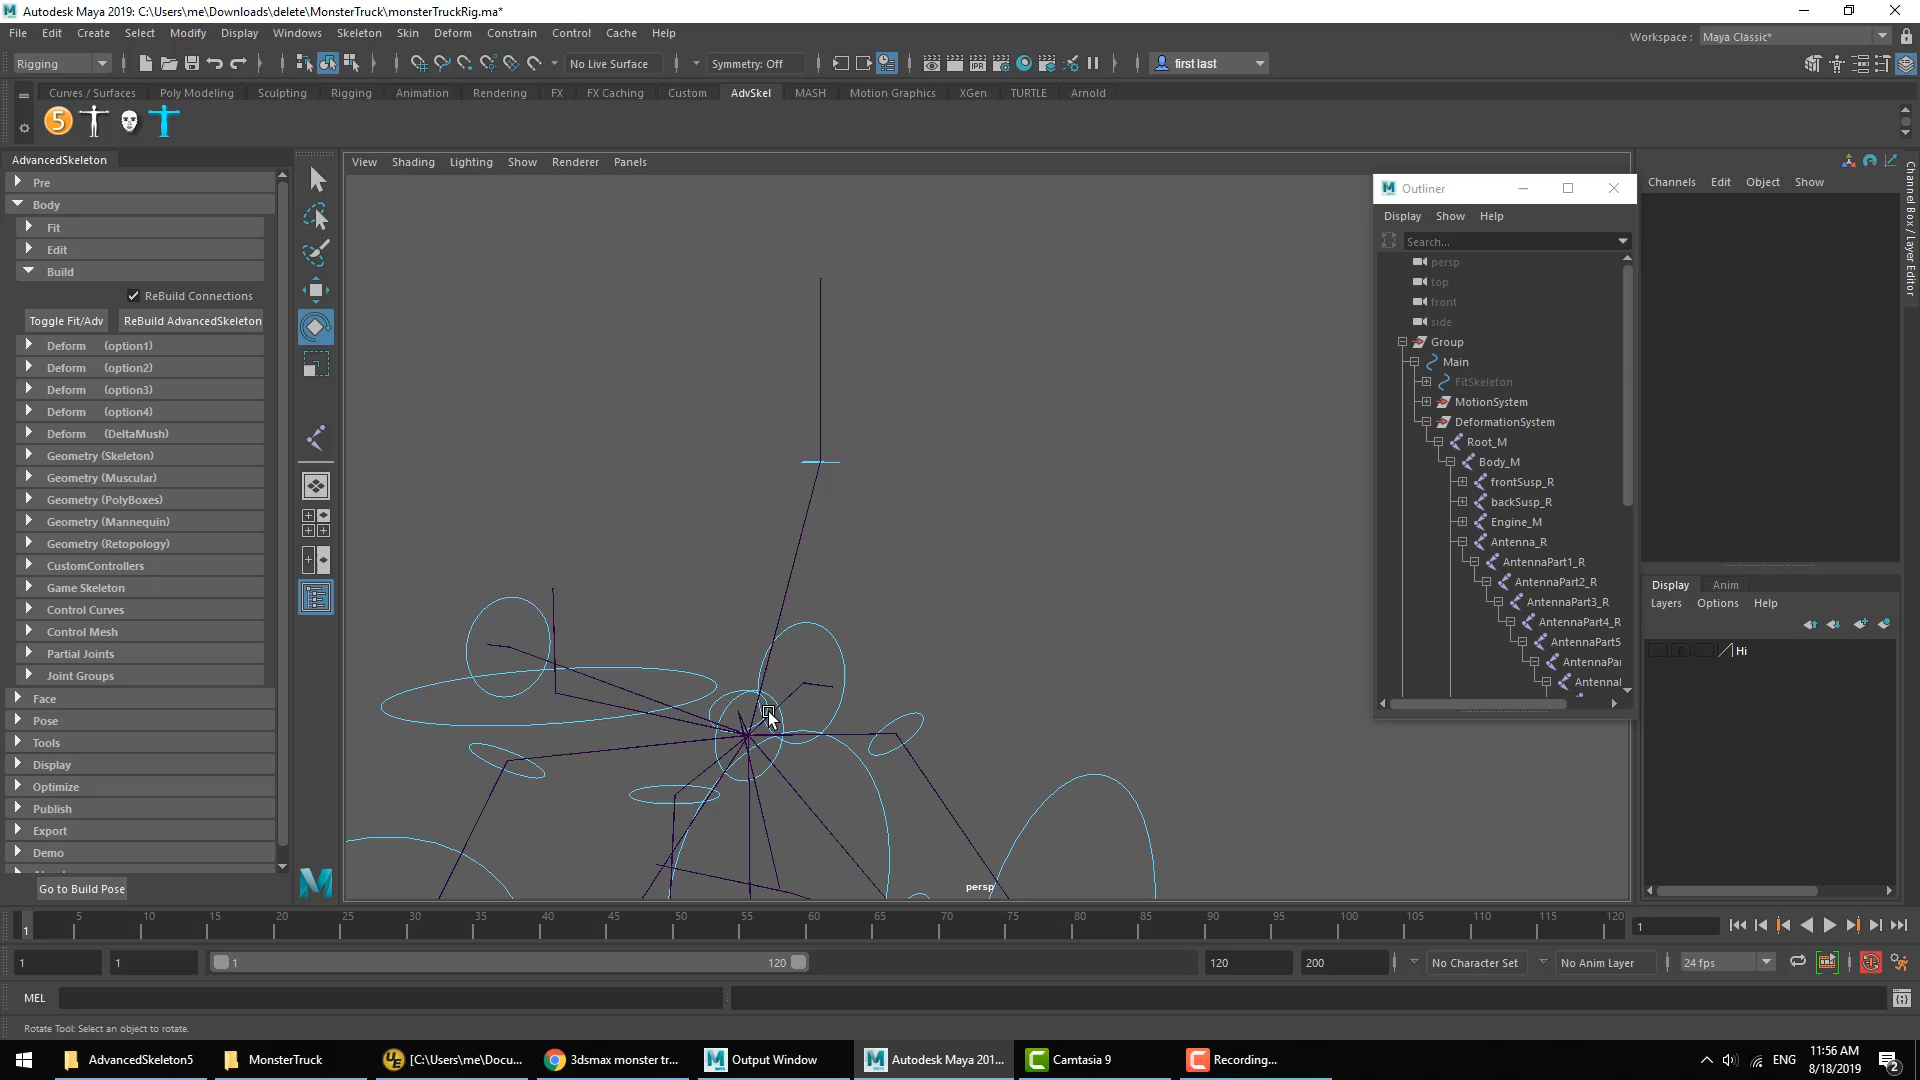 Autodesk Maya 2019: C:\Users\me\Downloads\delete\MonsterTruck\monsterTruckRig.ma*
File Edit Create Select Modify Display Windows Skeleton Skin Deform Constrain Control Cache Help
Workspace : Maya Classic*
Rigging No Live Surface Symmetry: Off first last
Curves / Surfaces Poly Modeling Sculpting Rigging Animation Rendering FX FX Caching Custom AdvSkel MASH Motion Graphics XGen TURTLE Arnold
5
AdvancedSkeleton
View Shading Lighting Show Renderer Panels
Pre
Body
Fit
Edit
Build
ReBuild Connections
Toggle Fit/Adv ReBuild AdvancedSkeleton
Deform (option1)
Deform (option2)
Deform (option3)
Deform (option4)
Deform (DeltaMush)
Geometry (Skeleton)
Geometry (Muscular)
Geometry (PolyBoxes)
Geometry (Mannequin)
Geometry (Retopology)
CustomControllers
Game Skeleton
Control Curves
Control Mesh
Partial Joints
Joint Groups
Face
Pose
Tools
Display
Optimize
Publish
Export
Demo
Go to Build Pose
persp
Outliner
Display Show Help
Search...
persp
top
front
side
Group
Main
FitSkeleton
MotionSystem
DeformationSystem
Root_M
Body_M
frontSusp_R
backSusp_R
Engine_M
Antenna_R
AntennaPart1_R
AntennaPart2_R
AntennaPart3_R
AntennaPart4_R
AntennaPart5
AntennaPar
Antennal
Channels Edit Object Show
Channel Box / Layer Editor
Display Anim
Layers Options Help
P Hi
5 10 15 20 25 30 35 40 45 50 55 60 65 70 75 80 85 90 95 100 105 110 115 120
1 1
1 1 1 120 120 200 No Character Set No Anim Layer 24 fps
MEL
Rotate Tool: Select an object to rotate.
AdvancedSkeleton5 MonsterTruck [C:\Users\me\Docu... 3dsmax monster tr... Output Window Autodesk Maya 201... Camtasia 9 Recording...
ENG
11:56 AM
8/18/2019
2